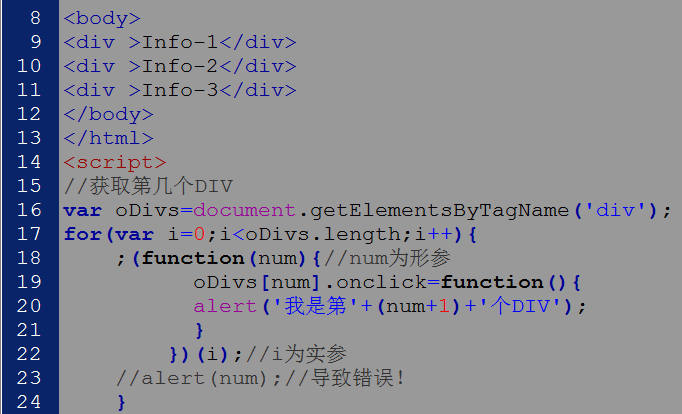 8 <body>
9 <div >Info-1</div>
10 <div >Info-2</div>
11 <div >Info-3</div>
12 </body>
13 </html>
14 <script>
15 //获取第几个DIV
16 var oDivs=document.getElementsByTagName('div');
17 for(var i=0;i<oDivs.length;i++){
18     ;(function(num){//num为形参
19           oDivs[num].onclick=function(){
20           alert('我是第'+(num+1)+'个DIV');
21           }
22         })(i);//i为实参
23     //alert(num);//导致错误!
24     }